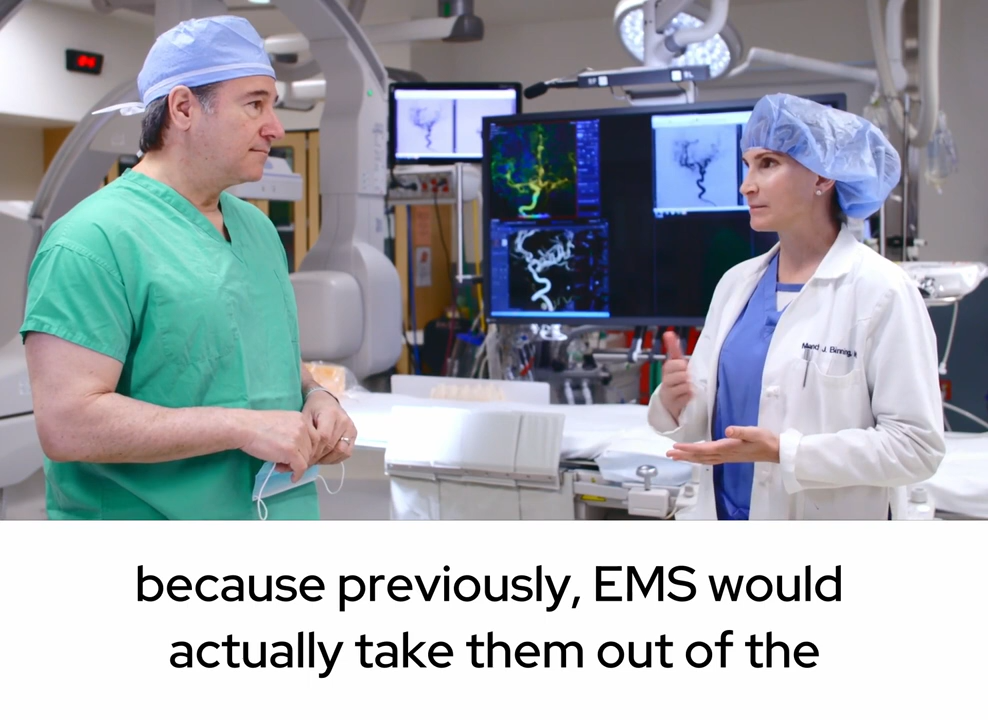 because previously, EMS would
actually take them out of the